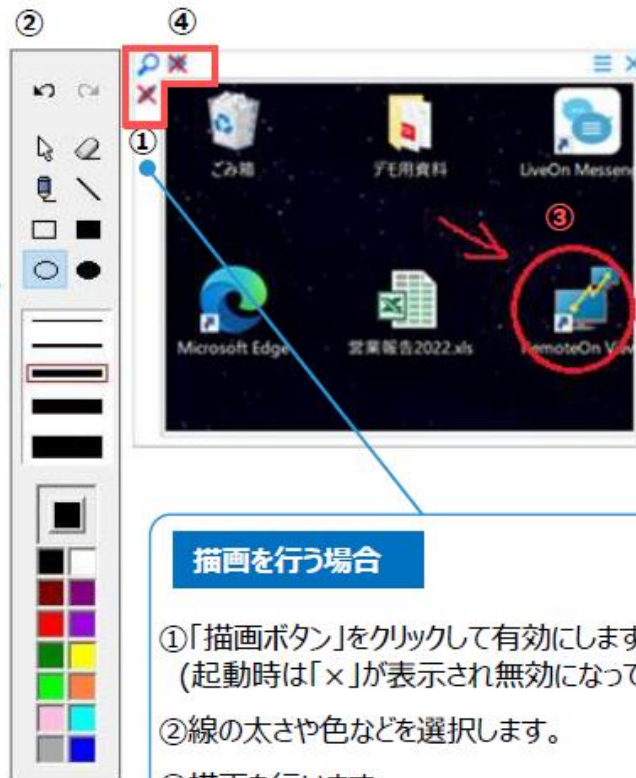 ②
④
①
ごみ箱
デモ用資料
LiveOn Messen
③
Microsoft Edge
営業報告2022.xls
RemoteOn View
描画を行う場合
①「描画ボタン」をクリックして有効にします
(起動時は「×」が表示され無効になって
②線の太さや色などを選択します。